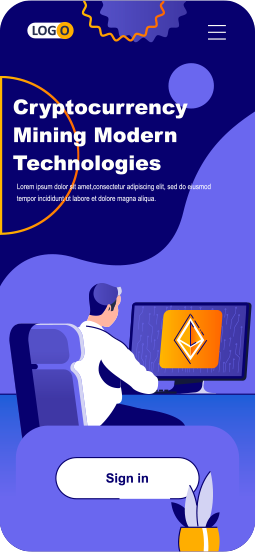 LOGO
Cryptocurrency
Mining Modern
Technologies
Lorem ipsum dolor sit amet,consectetur adipiscing elit, sed do eiusmod
tempor incididunt ut labore et dolore magna aliqua.
Sign in